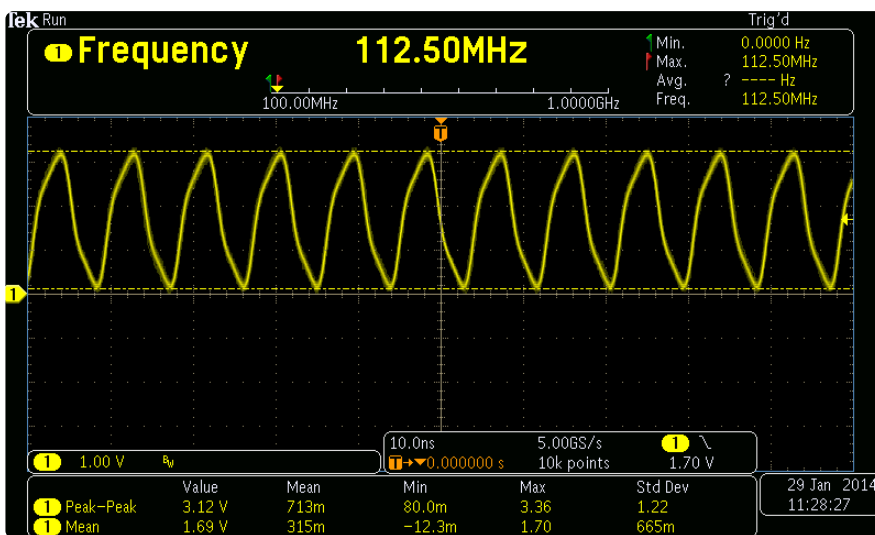 Tek Run Trig'd
1 Frequency 112.50MHz
Min. 0.0000 Hz
Max. 112.50MHz
Avg. ? ---- Hz
Freq. 112.50MHz
100.00MHz 1.0000GHz
T
1
10.0ns 5.00GS/s 1 \
1 1.00 V BW T→▼0.000000 s 10k points 1.70 V
Value Mean Min Max Std Dev
1 Peak-Peak 3.12 V 713m 80.0m 3.36 1.22
1 Mean 1.69 V 315m −12.3m 1.70 665m
29 Jan 2014
11:28:27